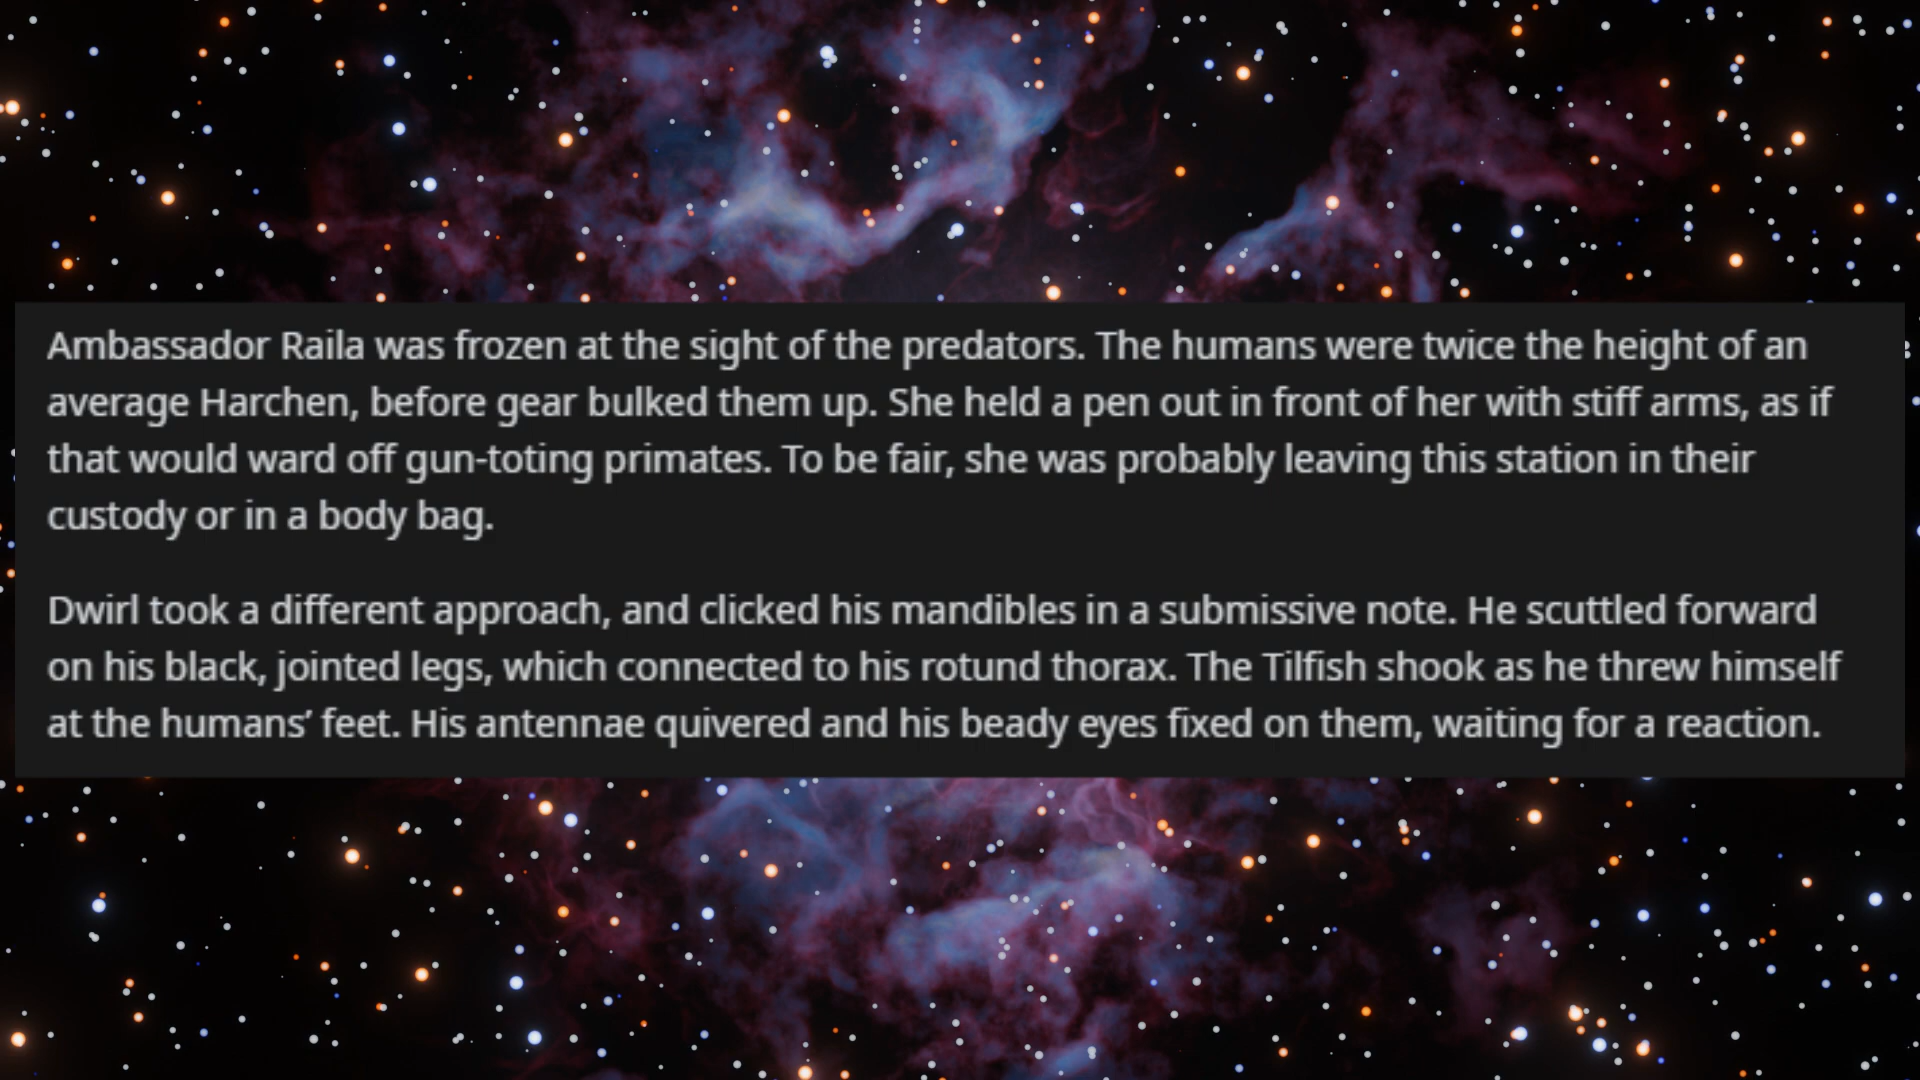 Ambassador Raila was frozen at the sight of the predators. The humans were twice the height of an
average Harchen, before gear bulked them up. She held a pen out in front of her with stiff arms, as if
that would ward off gun-toting primates. To be fair, she was probably leaving this station in their
custody or in a body bag.
Dwirl took a different approach, and clicked his mandibles in a submissive note. He scuttled forward
on his black, jointed legs, which connected to his rotund thorax. The Tilfish shook as he threw himself
at the humans’ feet. His antennae quivered and his beady eyes fixed on them, waiting for a reaction.